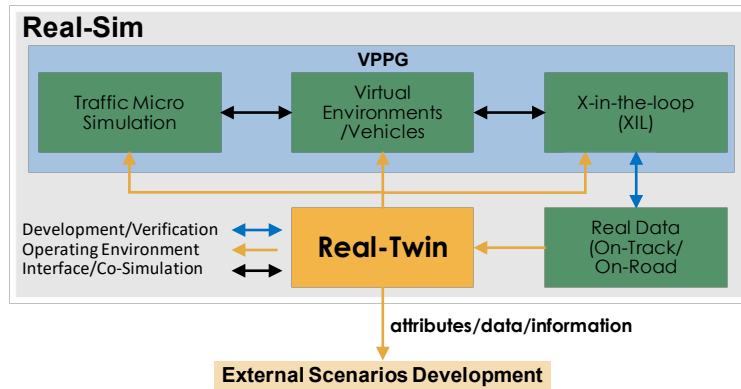 Real-Sim
VPPG
Traffic Micro
Simulation
Virtual
Environments
/Vehicles
X-in-the-loop
(XIL)
Development/Verification
Operating Environment
Interface/Co-Simulation
Real-Twin
Real Data
(On-Track/
On-Road
attributes/data/information
External Scenarios Development